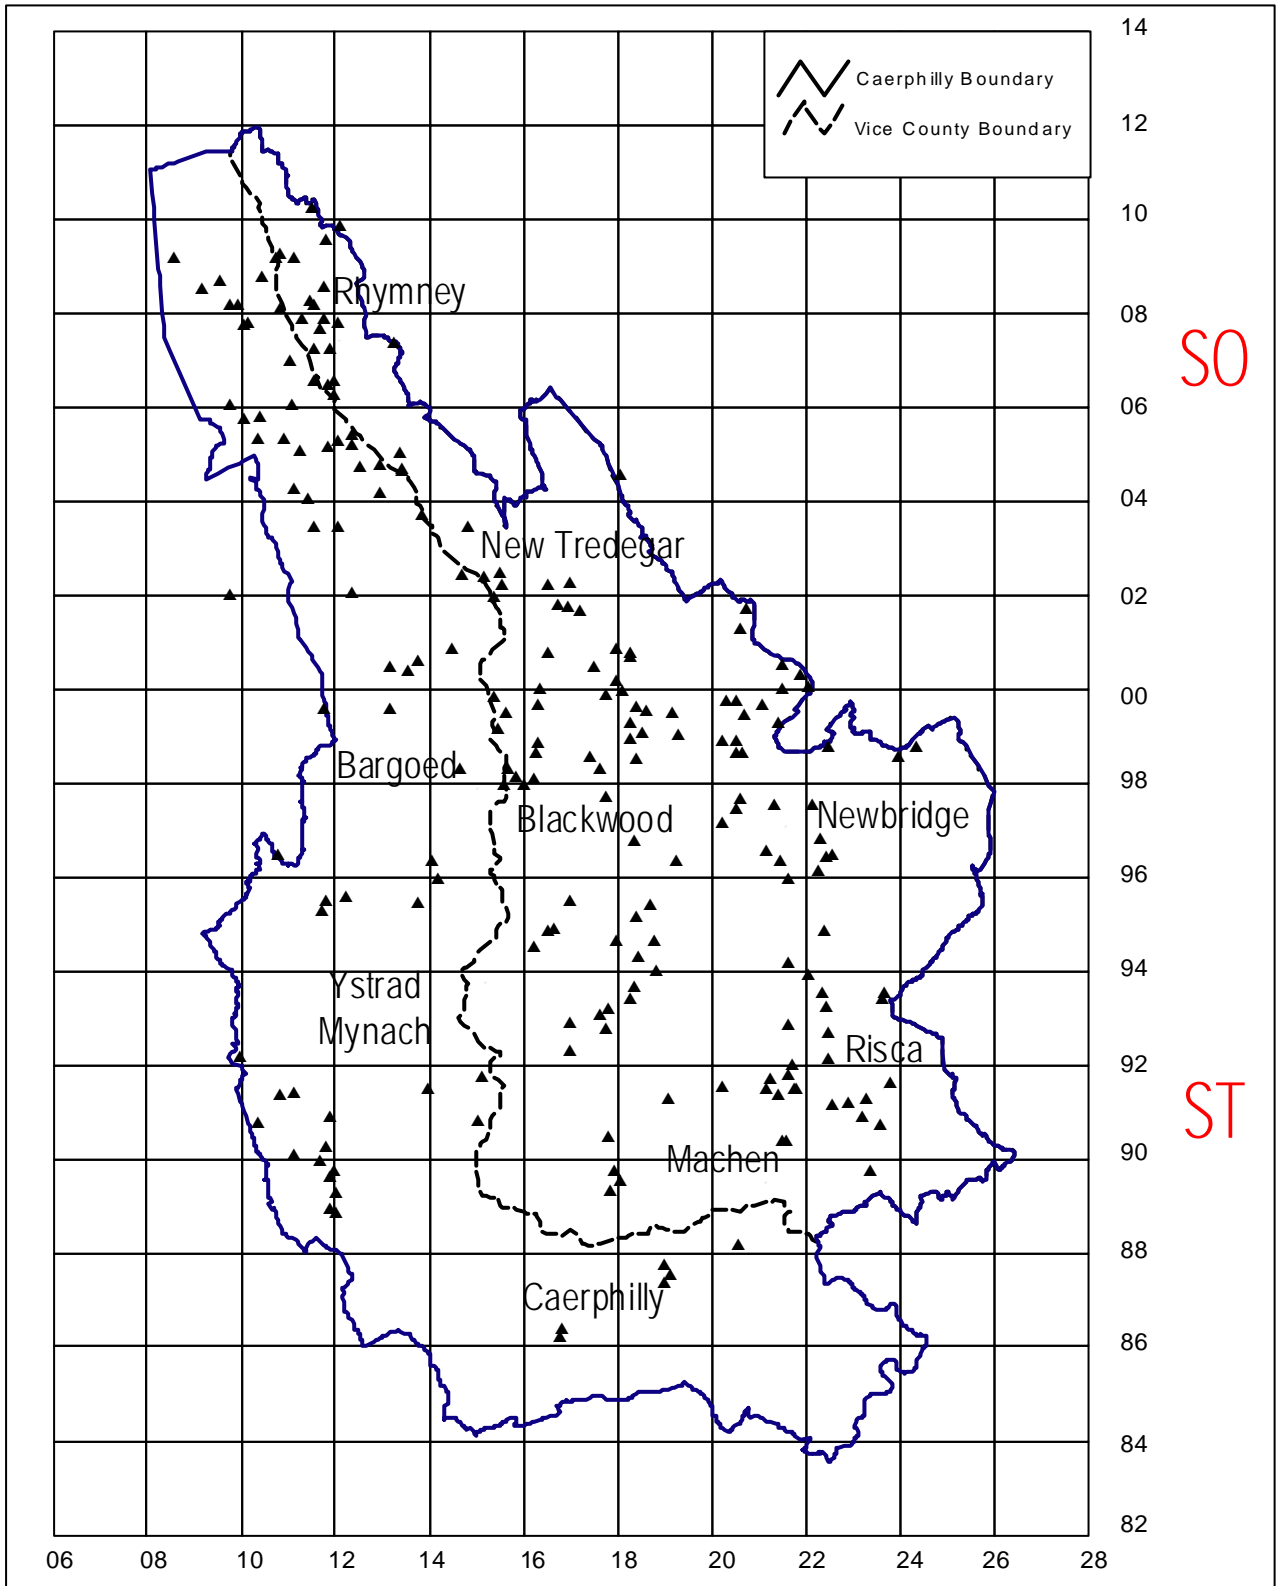 14
Caerphilly Boundary
Vice County Boundary
12
10
Rhymney
08
SO
06
04
New Tredegar
02
00
Bargoed
98
Blackwood
Newbridge
96
94
Ystrad
Mynach
Risca
92
ST
Machen
90
88
Caerphilly
86
84
82
06 08 10 12 14 16 18 20 22 24 26 28